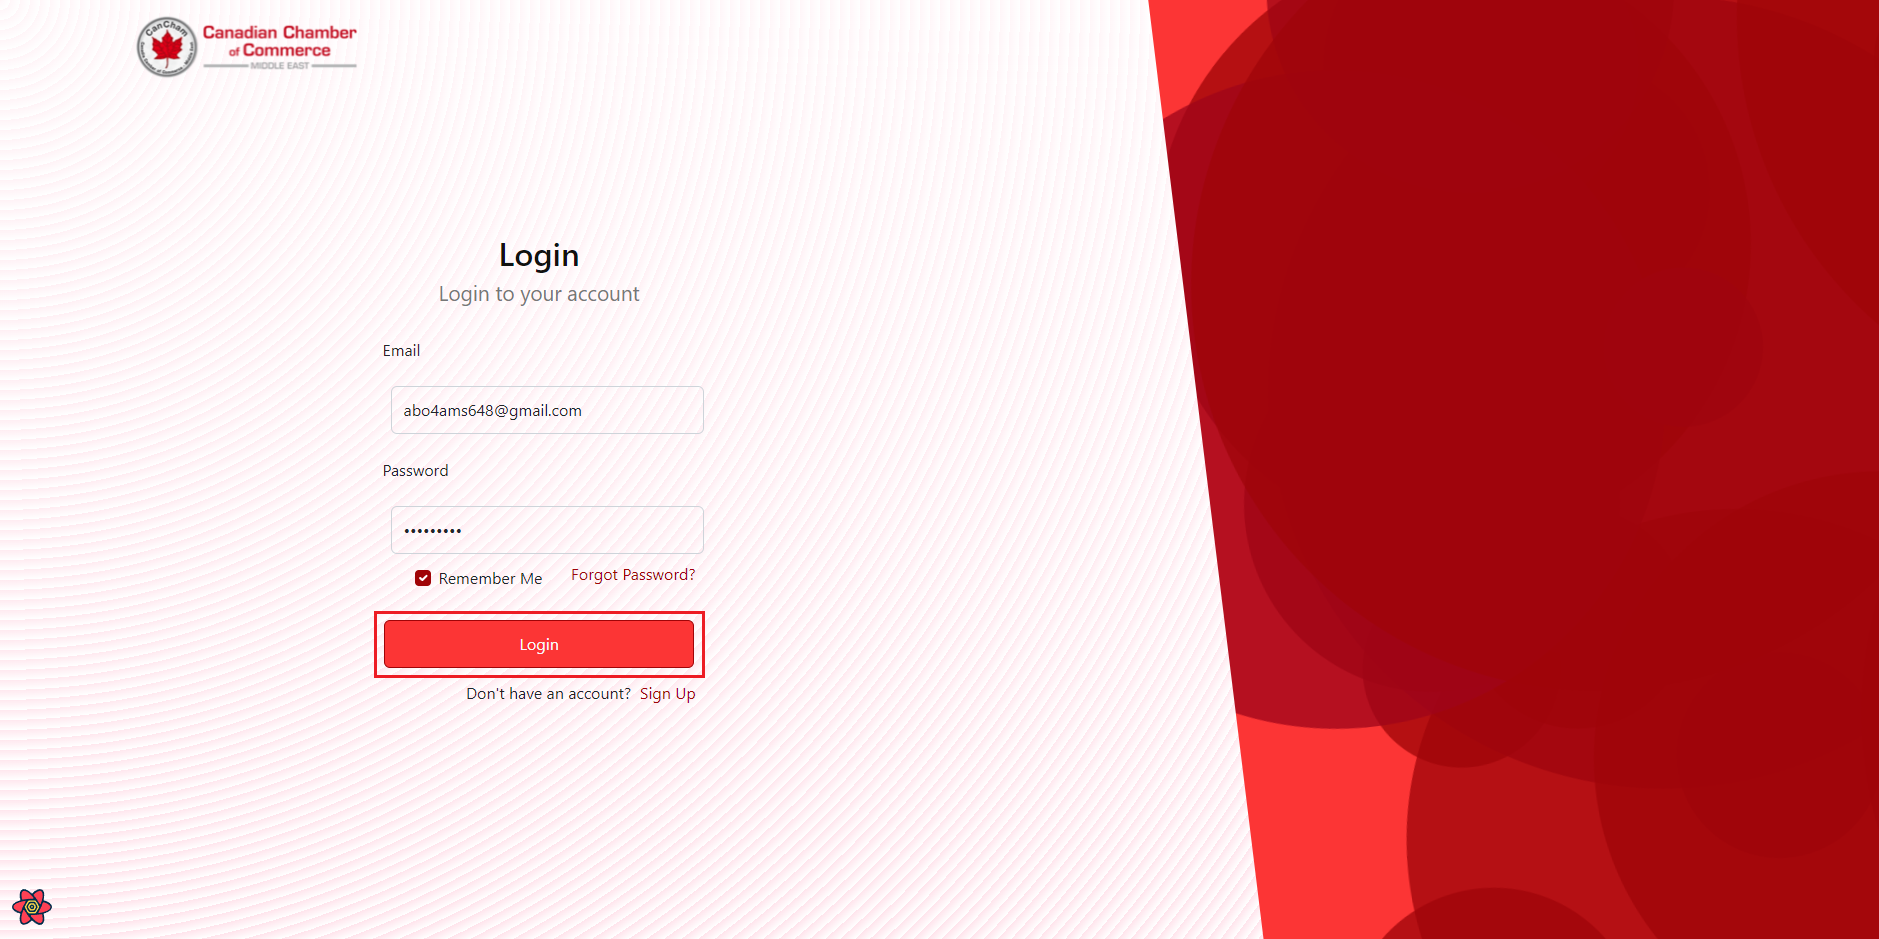 CanCham
Canadian Chamber
of Commerce
MIDDLE EAST
Login
Login to your account
Email
abo4ams648@gmail.com
Password
•••••••••
Remember Me
Forgot Password?
Login
Don't have an account? Sign Up